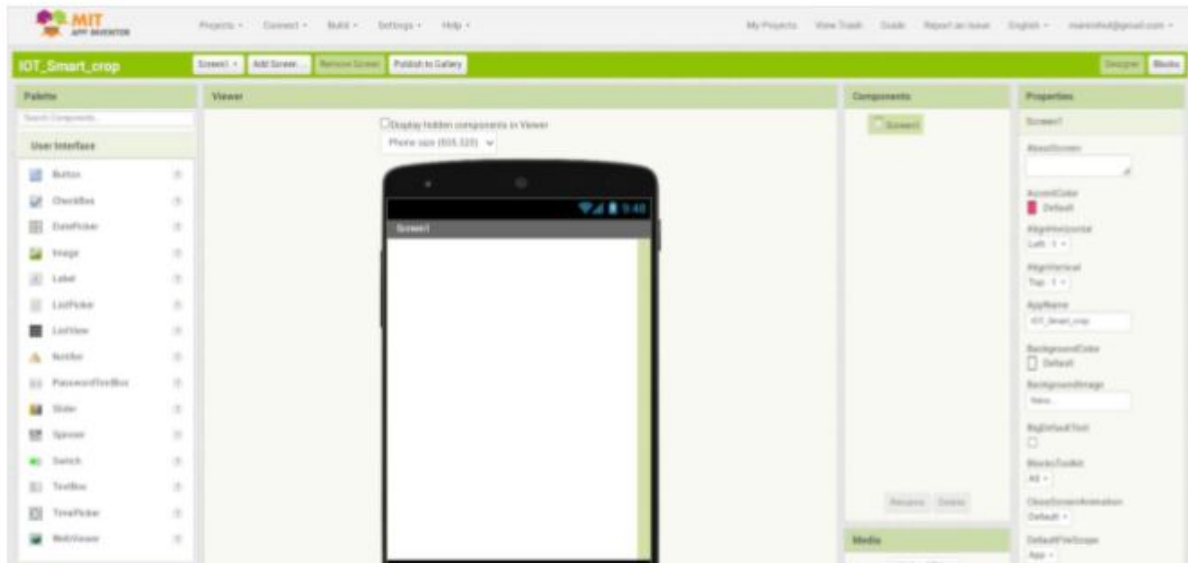 MIT
APP INVENTOR
Projects Connect Build Settings Help
My Projects View Trash Guide Report an Issue English
IOT_Smart_crop
Screen1 Add Screen... Remove Screen Publish to Gallery
Designer Blocks
Palette
Search Components...
User Interface
Button
CheckBox
DatePicker
Image
Label
ListPicker
ListView
Notifier
PasswordTextBox
Slider
Spinner
Switch
TextBox
TimePicker
WebViewer
Viewer
Display hidden components in Viewer
Phone size (505,320)
9:48
Screen1
Components
Screen1
Rename Delete
Media
Properties
Screen1
AboutScreen
AccentColor
Default
AlignHorizontal
Left : 1
AlignVertical
Top : 1
AppName
IOT_Smart_crop
BackgroundColor
Default
BackgroundImage
None...
BigDefaultText
BlocksToolkit
All
CloseScreenAnimation
Default
DefaultFileScope
App